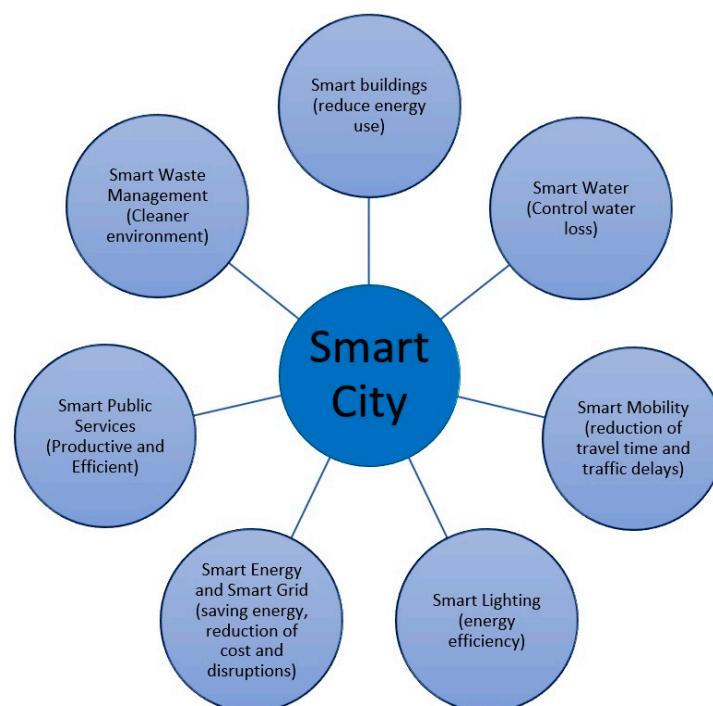 Smart buildings
(reduce energy
use)
Smart Water
(Control water
loss)
Smart Mobility
(reduction of
travel time and
traffic delays)
Smart Lighting
(energy
efficiency)
Smart Energy
and Smart Grid
(saving energy,
reduction of
cost and
disruptions)
Smart Public
Services
(Productive and
Efficient)
Smart Waste
Management
(Cleaner
environment)
Smart
City